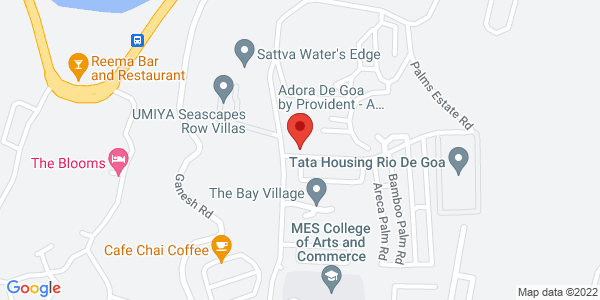 Sattva Water's Edge
Reema Bar
and Restaurant
Adora De Goa
by Provident - A...
Palms Estate Rd
UMIYA Seascapes
Row Villas
The Blooms
Tata Housing Rio De Goa
Ganesh Rd
The Bay Village
Areca Palm Rd
Bamboo Palm Rd
MES College
of Arts and
Commerce
Cafe Chai Coffee
Map data ©2022